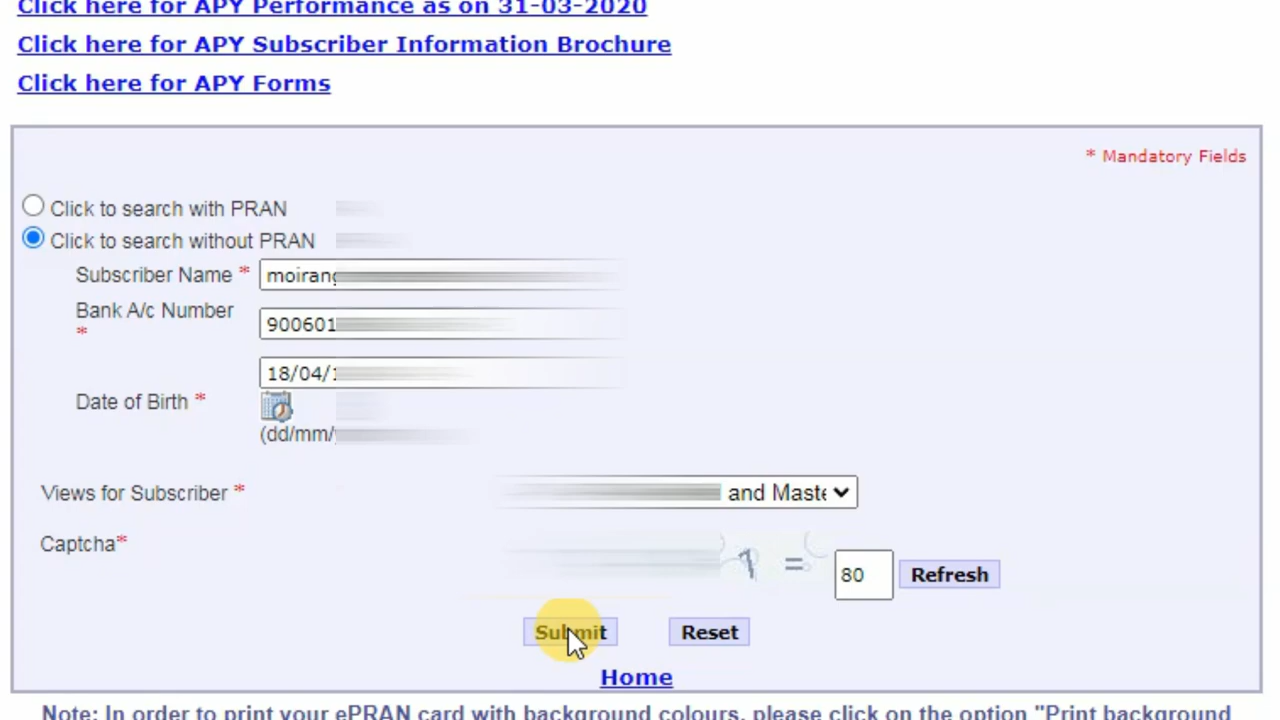 Click here for APY Performance as on 31-03-2020
Click here for APY Subscriber Information Brochure
Click here for APY Forms
* Mandatory Fields
Click to search with PRAN
Click to search without PRAN
Subscriber Name * moirang
Bank A/c Number * 900601
18/04/1
Date of Birth *
(dd/mm/
Views for Subscriber * and Maste
Captcha* = 80 Refresh
Submit Reset
Home
Note: In order to print your ePRAN card with background colours, please click on the option "Print background